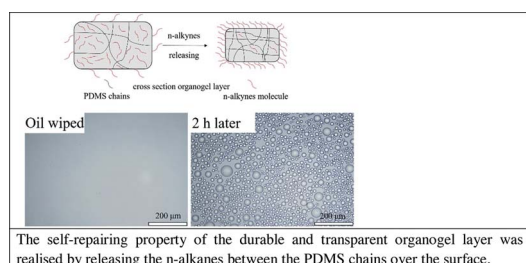 n-alkynes
releasing
cross section organogel layer
PDMS chains
n-alkynes molecule
Oil wiped
2 h later
200 μm
200 μm
The self-repairing property of the durable and transparent organogel layer was
realised by releasing the n-alkanes between the PDMS chains over the surface.